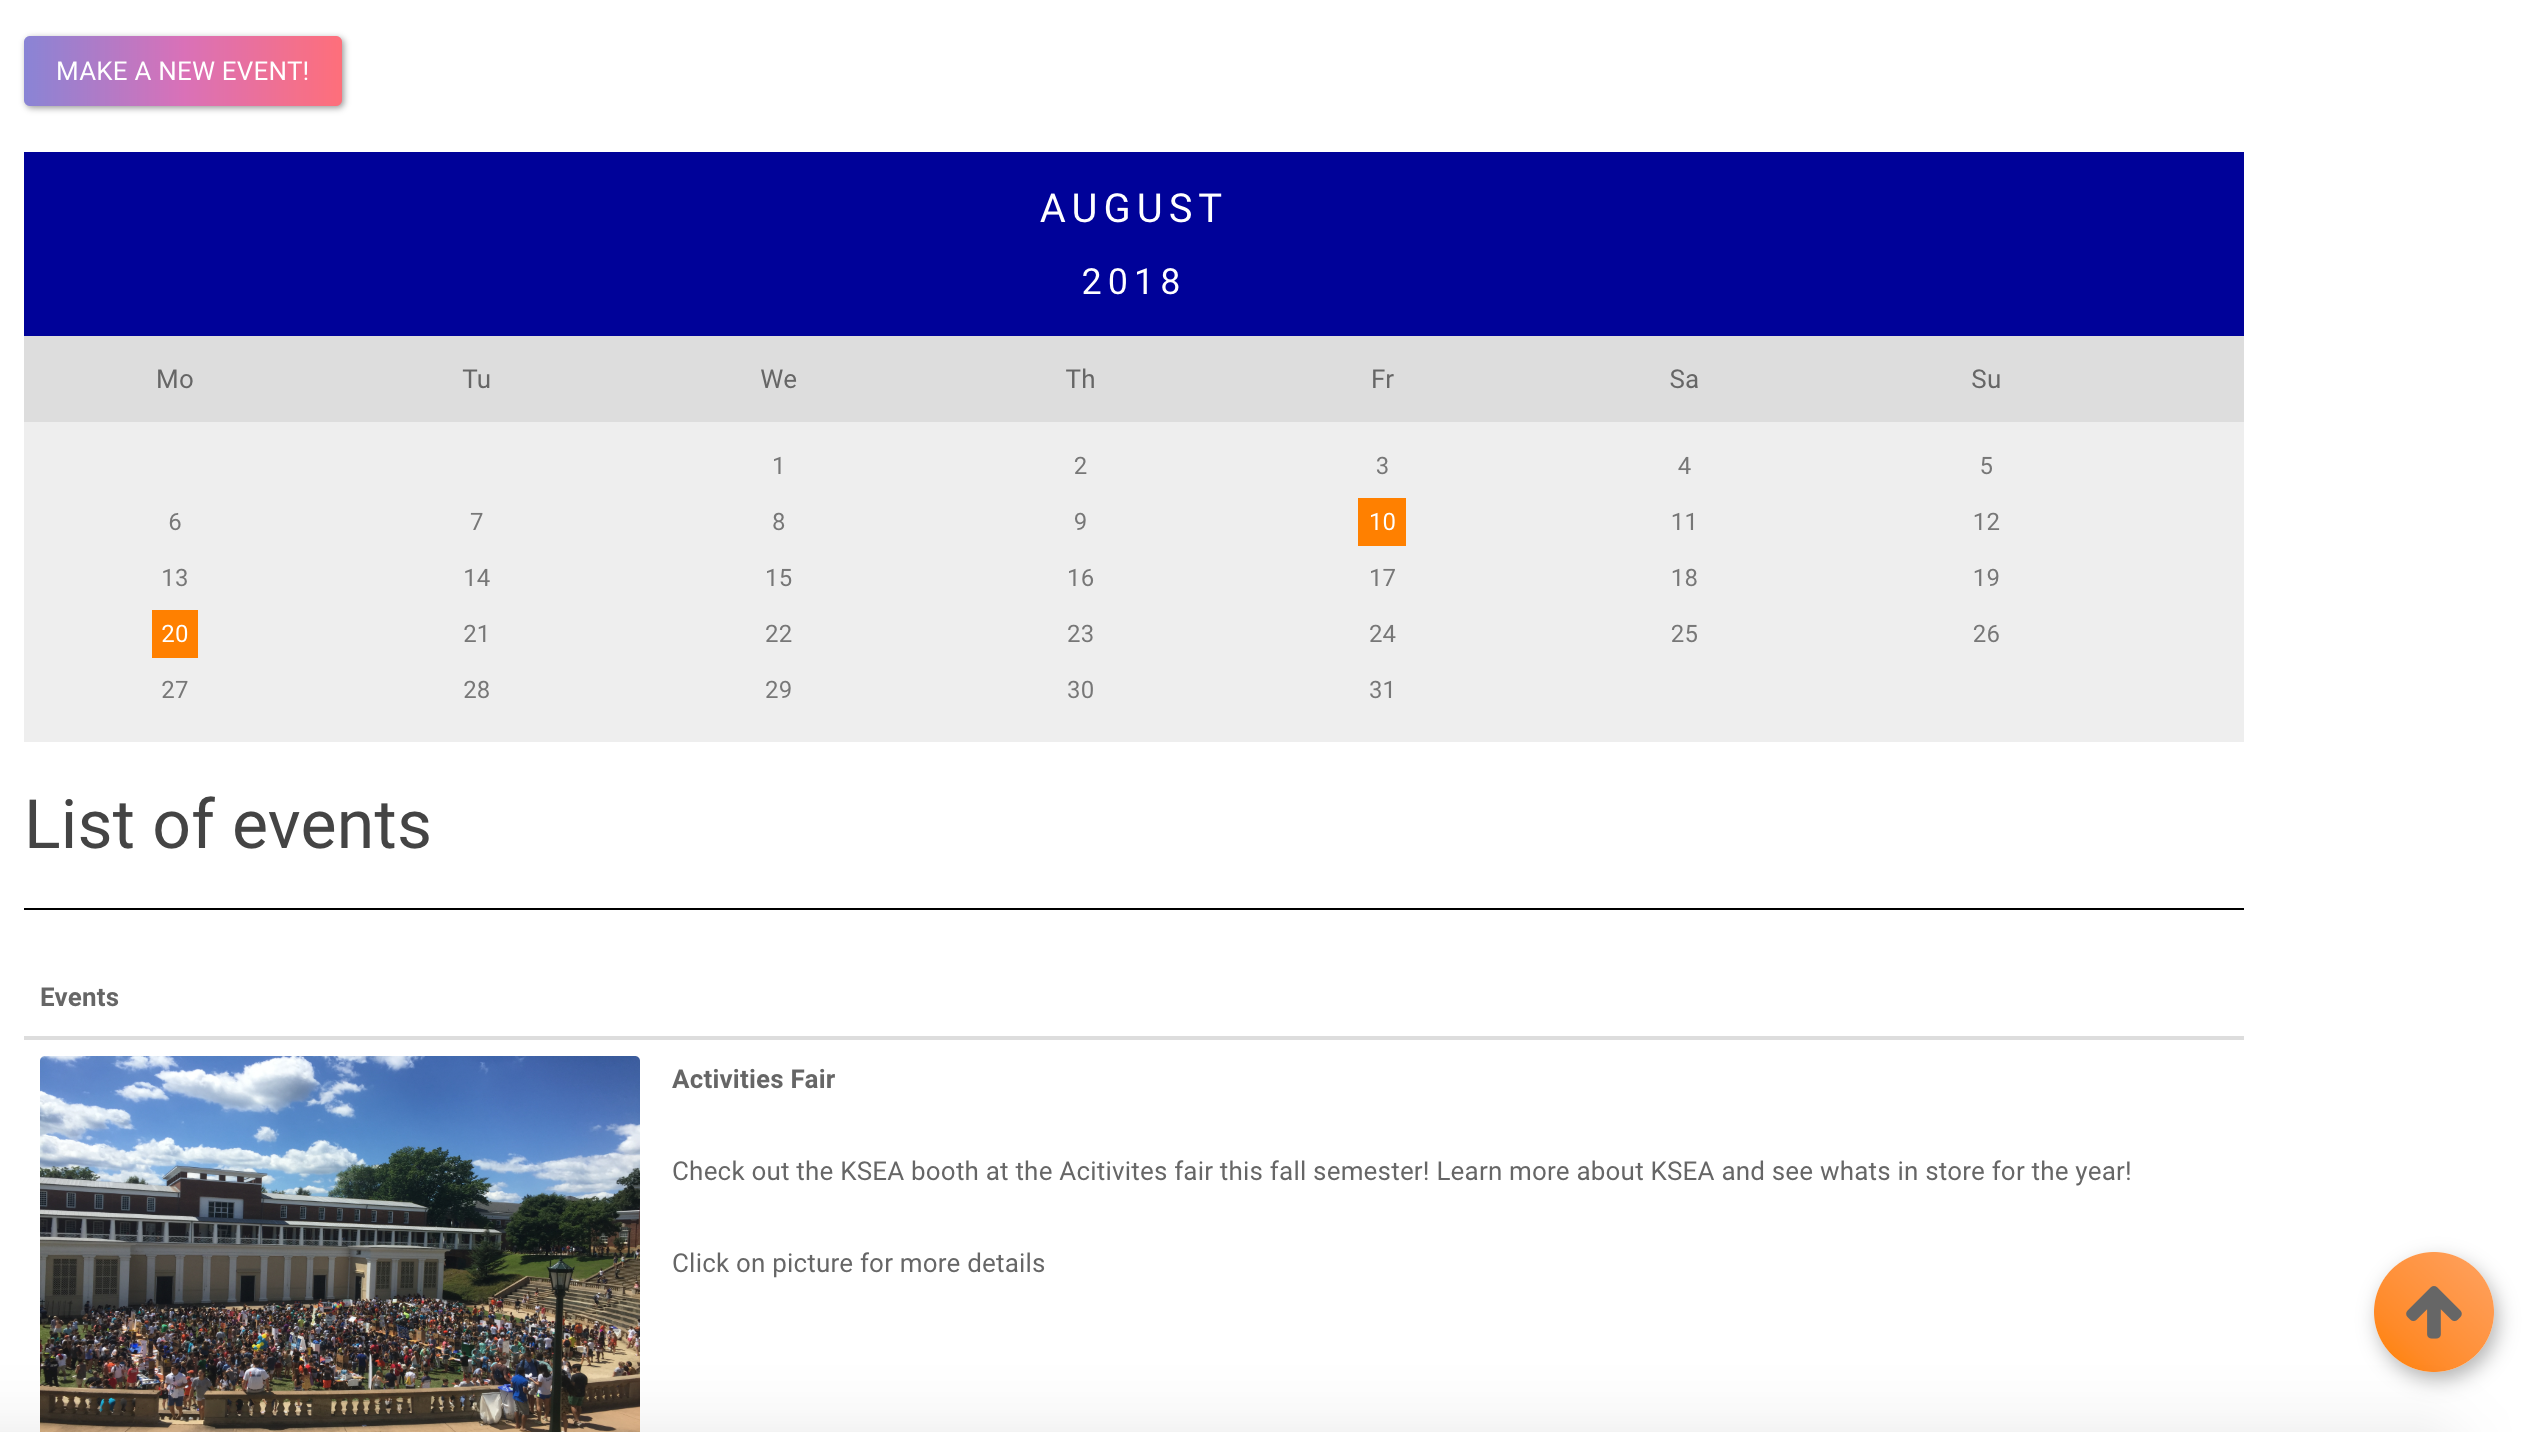 MAKE A NEW EVENT!
AUGUST
2018
Mo Tu We Th Fr Sa Su
1 2 3 4 5
6 7 8 9 10 11 12
13 14 15 16 17 18 19
20 21 22 23 24 25 26
27 28 29 30 31
List of events
Events
Activities Fair
Check out the KSEA booth at the Acitivites fair this fall semester! Learn more about KSEA and see whats in store for the year!
Click on picture for more details